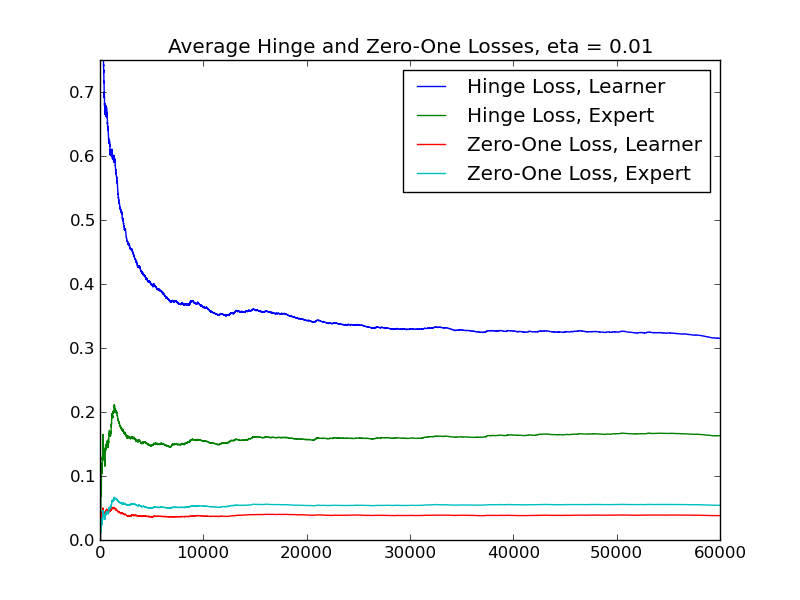 Average Hinge and Zero-One Losses, eta = 0.01
Hinge Loss, Learner
Hinge Loss, Expert
Zero-One Loss, Learner
Zero-One Loss, Expert
0.7
0.6
0.5
0.4
0.3
0.2
0.1
0.0
0 10000 20000 30000 40000 50000 60000